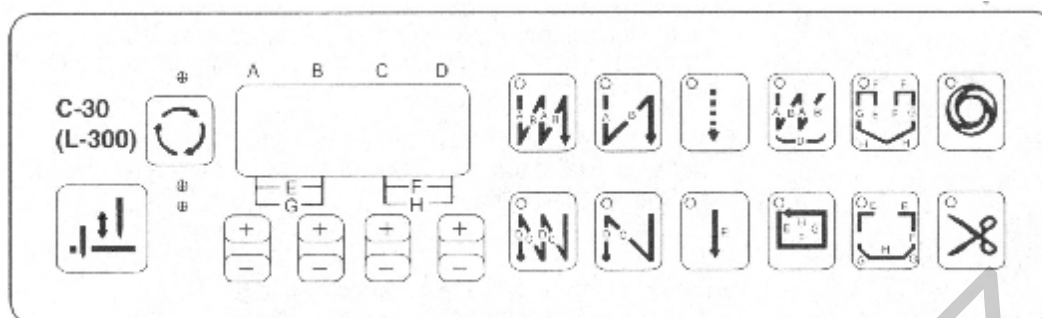 A B C D
C-30
(L-300)
E F
G H
+ + + +
- - - -
A B A B
A B
A B A B
D
F F
G E F G
H H
D C D C
D C
E
H
E G
F
E F
F
H
G G